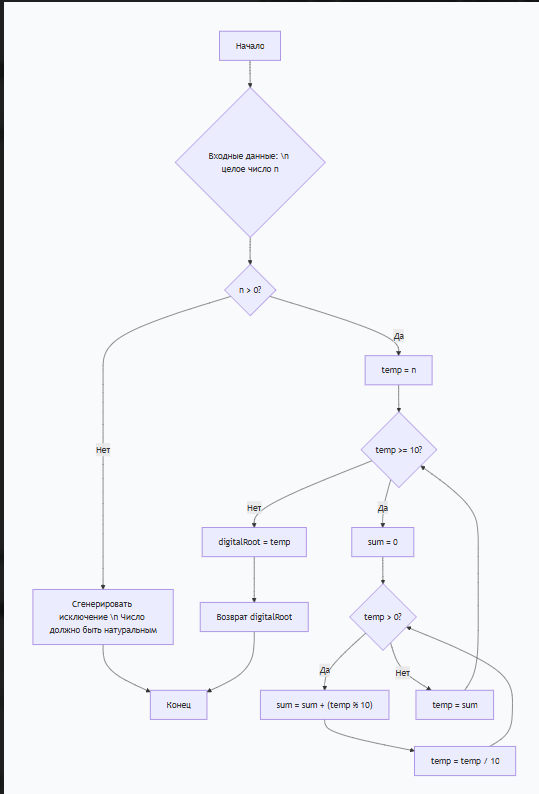 Начало
Входные данные: \n
целое число n
n > 0?
Да
temp = n
temp >= 10?
Нет
Нет
Да
digitalRoot = temp
sum = 0
Сгенерировать
исключение \n Число
должно быть натуральным
Возврат digitalRoot
temp > 0?
Да
Нет
Конец
sum = sum + (temp % 10)
temp = sum
temp = temp / 10